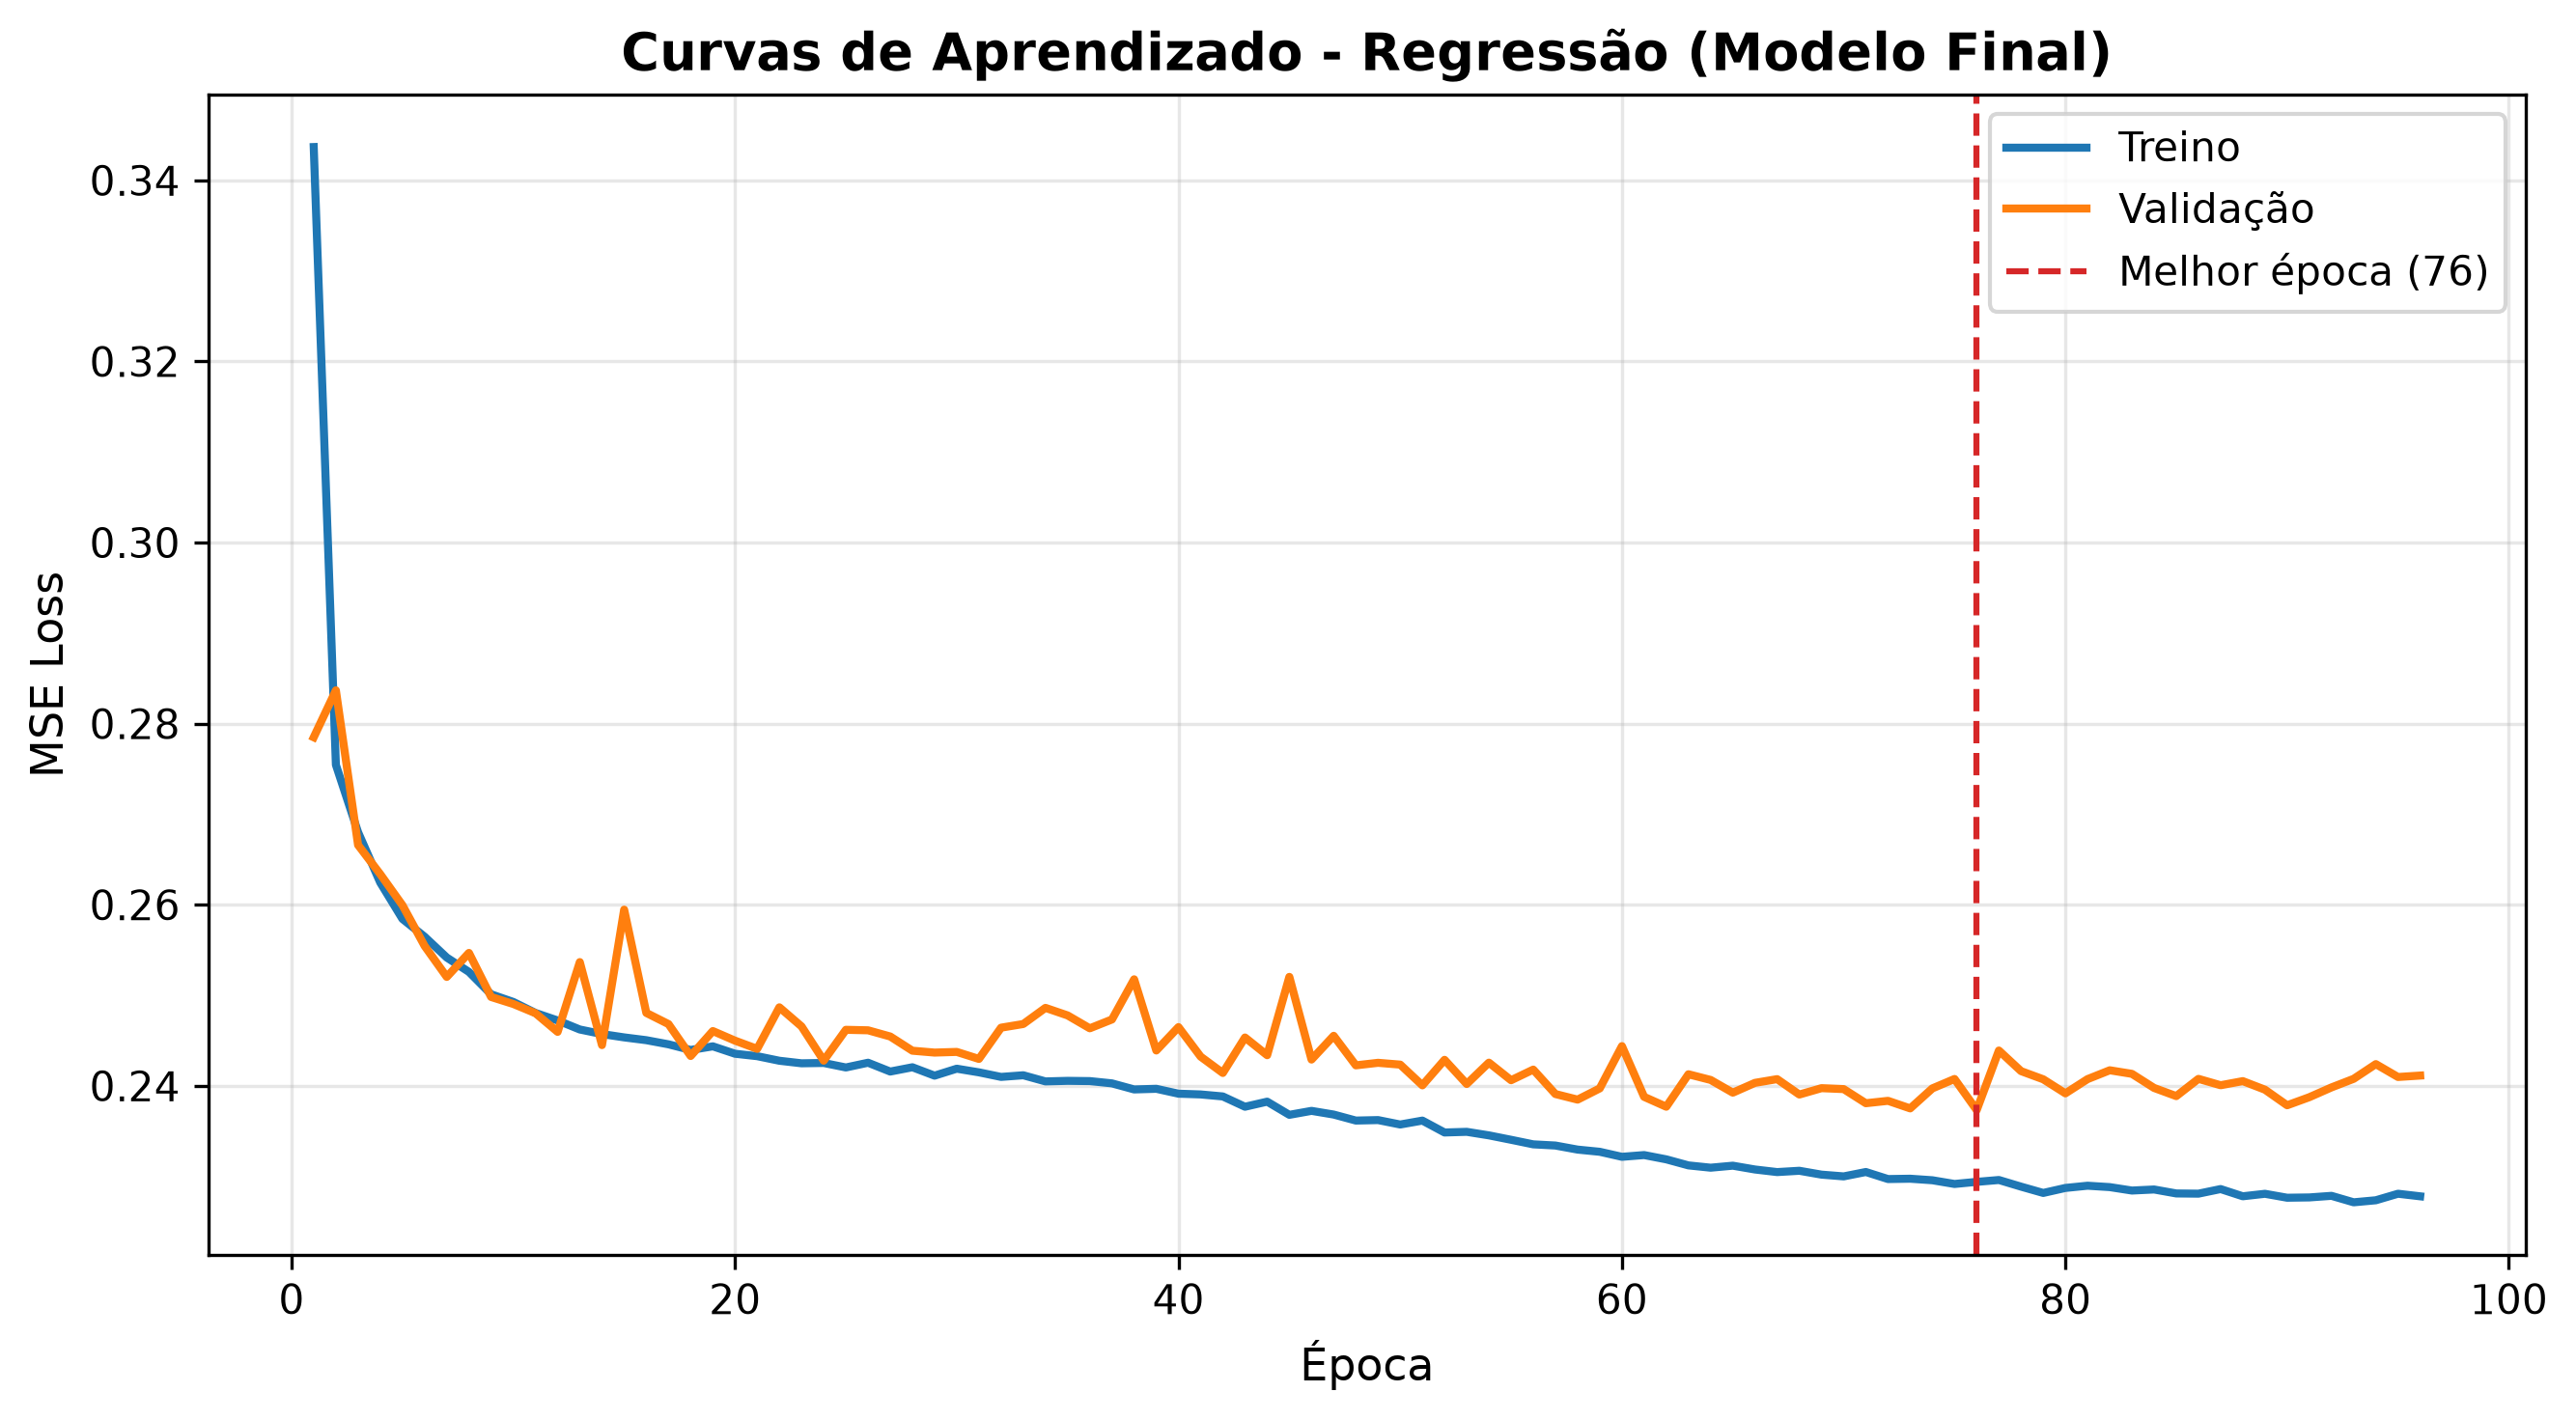 Curvas de Aprendizado - Regressão (Modelo Final)
Treino
Validação
Melhor época (76)
MSE Loss
0.34
0.32
0.30
0.28
0.26
0.24
0 20 40 60 80 100
Época